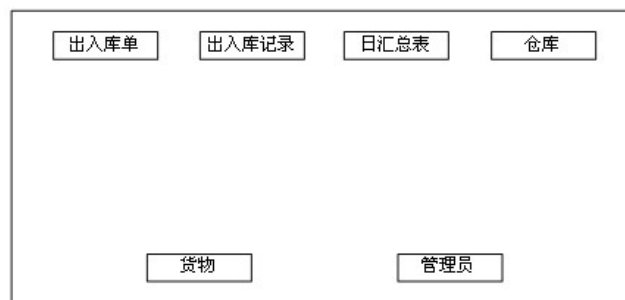 出入库单
出入库记录
日汇总表
仓库
货物
管理员